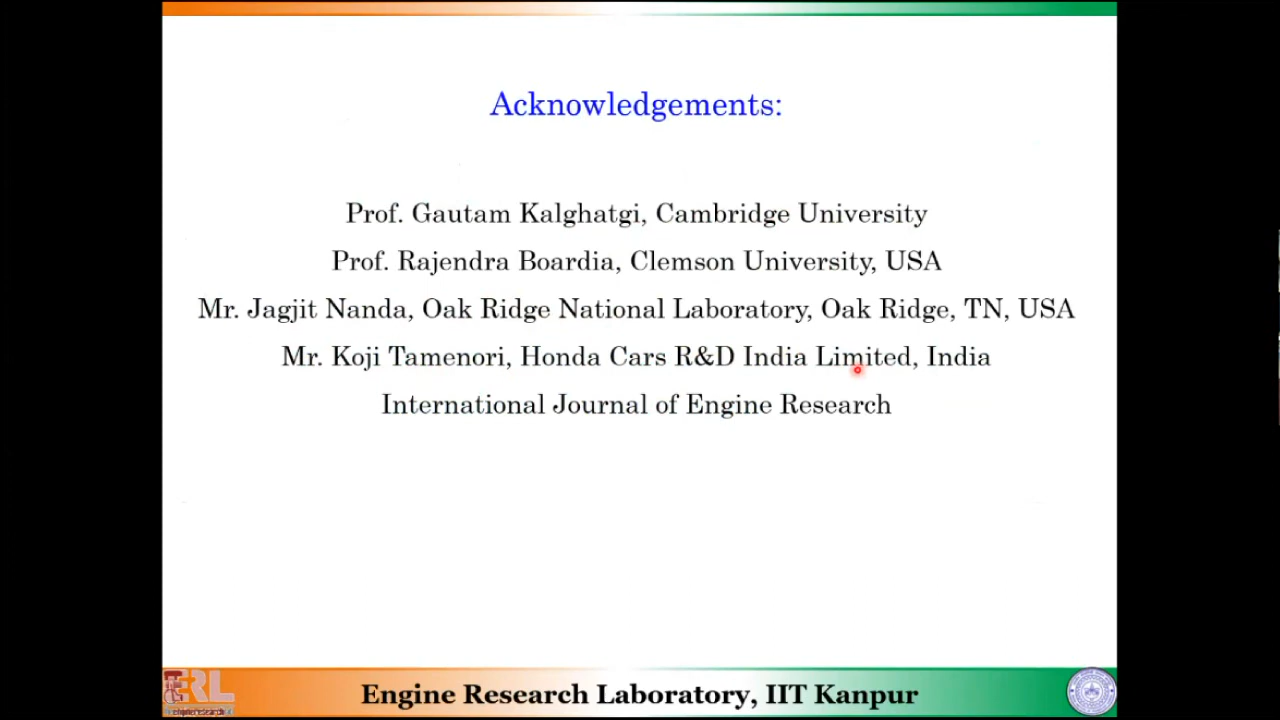 Acknowledgements:
Prof. Gautam Kalghatgi, Cambridge University
Prof. Rajendra Boardia, Clemson University, USA
Mr. Jagjit Nanda, Oak Ridge National Laboratory, Oak Ridge, TN, USA
Mr. Koji Tamenori, Honda Cars R&D India Limited, India
International Journal of Engine Research
ERL
Engine Research Laboratory, IIT Kanpur